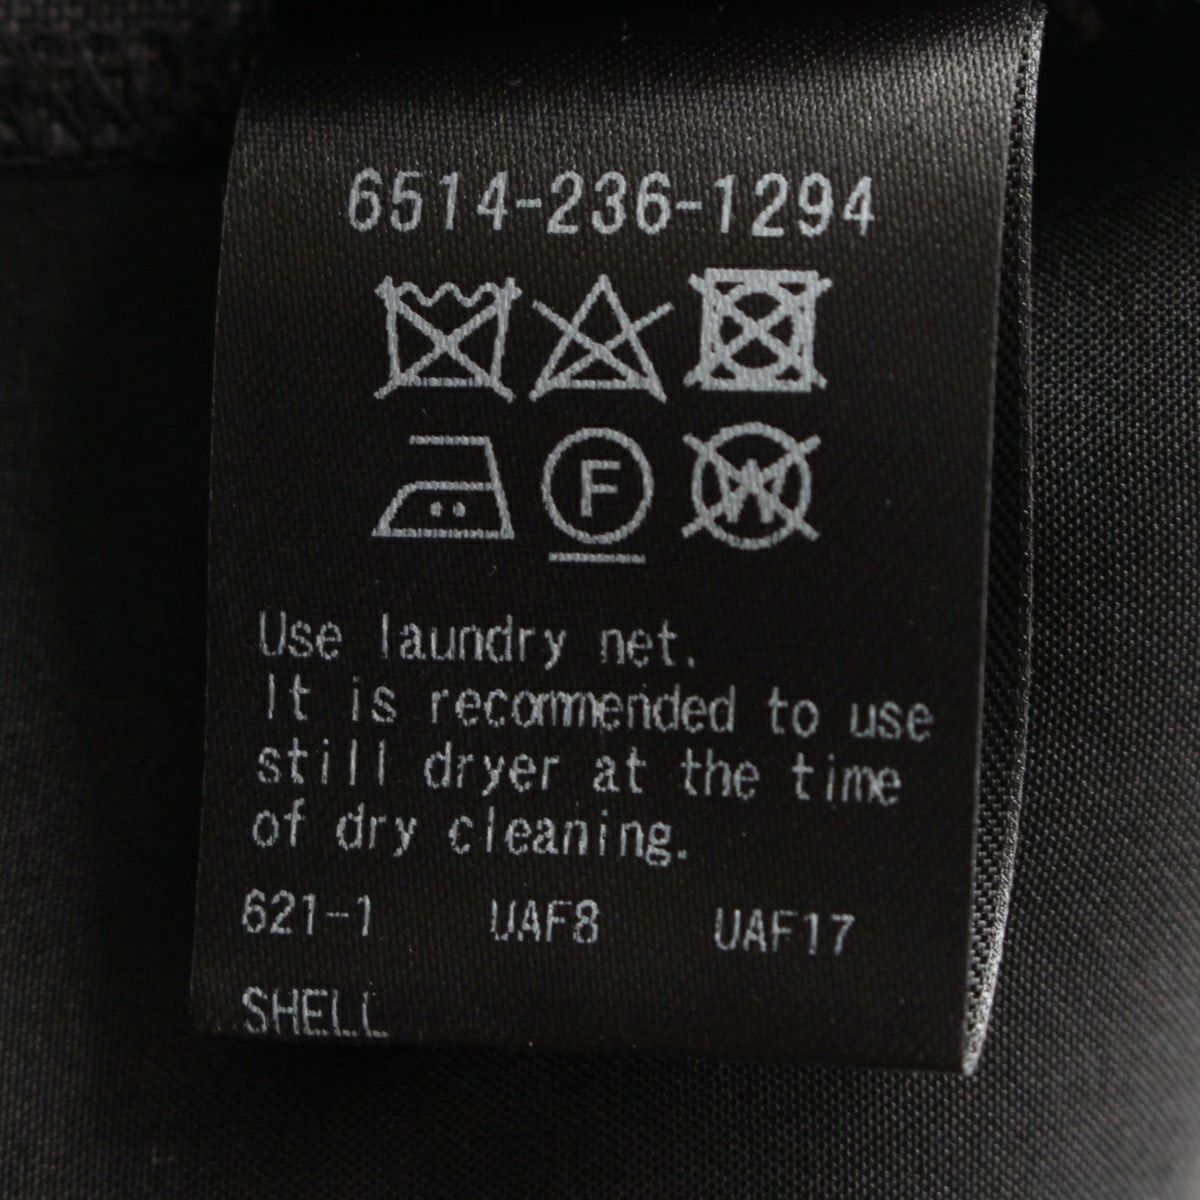 6514-236-1294
F
W
Use laundry net.
It is recommended to use
still dryer at the time
of dry cleaning.
621-1 UAF8 UAF17
SHELL